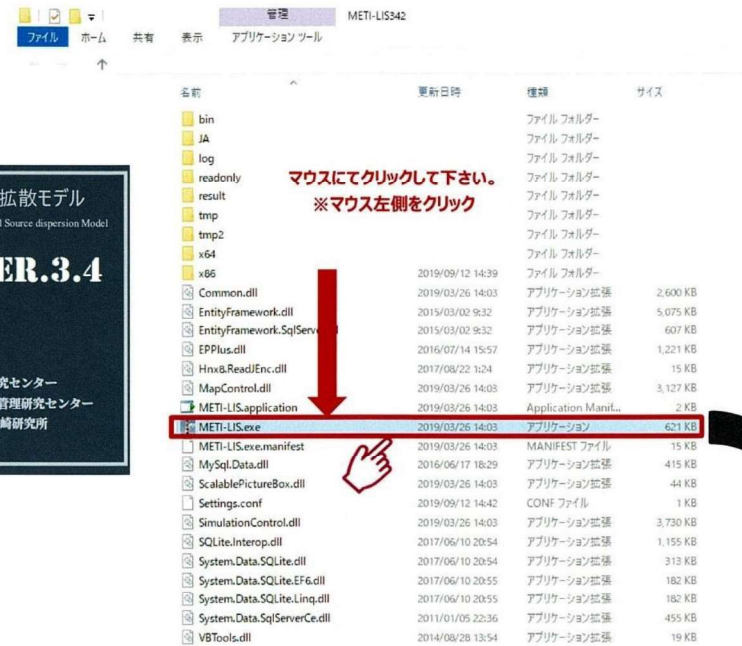 管理 METI-LIS342
ファイル ホーム 共有 表示 アプリケーション ツール
名前 更新日時 種類 サイズ
bin ファイル フォルダー
JA ファイル フォルダー
log ファイル フォルダー
readonly ファイル フォルダー
result ファイル フォルダー
tmp ファイル フォルダー
tmp2 ファイル フォルダー
x64 ファイル フォルダー
x86 2019/09/12 14:39 ファイル フォルダー
マウスにてクリックして下さい。
※マウス左側をクリック
Common.dll 2019/03/26 14:03 アプリケーション拡張 2,600 KB
EntityFramework.dll 2015/03/02 9:32 アプリケーション拡張 5,075 KB
EntityFramework.SqlServe 2015/03/02 9:32 アプリケーション拡張 607 KB
EPPlus.dll 2016/07/14 15:57 アプリケーション拡張 1,221 KB
Hnx8.ReadJEnc.dll 2017/08/22 1:24 アプリケーション拡張 15 KB
MapControl.dll 2019/03/26 14:03 アプリケーション拡張 3,127 KB
METI-LIS.application 2019/03/26 14:03 Application Manif... 2 KB
METI-LIS.exe 2019/03/26 14:03 アプリケーション 621 KB
METI-LIS.exe.manifest 2019/03/26 14:03 MANIFEST ファイル 15 KB
MySql.Data.dll 2016/06/17 18:29 アプリケーション拡張 415 KB
ScalablePictureBox.dll 2019/03/26 14:03 アプリケーション拡張 44 KB
Settings.conf 2019/09/12 14:42 CONF ファイル 1 KB
SimulationControl.dll 2019/03/26 14:03 アプリケーション拡張 3,730 KB
SQLite.Interop.dll 2017/06/10 20:54 アプリケーション拡張 1,155 KB
System.Data.SQLite.dll 2017/06/10 20:54 アプリケーション拡張 313 KB
System.Data.SQLite.EF6.dll 2017/06/10 20:55 アプリケーション拡張 182 KB
System.Data.SQLite.Linq.dll 2017/06/10 20:55 アプリケーション拡張 182 KB
System.Data.SqlServerCe.dll 2011/01/05 22:36 アプリケーション拡張 455 KB
VBTools.dll 2014/08/28 13:54 アプリケーション拡張 19 KB
拡散モデル
l Source dispersion Model
ER.3.4
究センター
管理研究センター
崎研究所